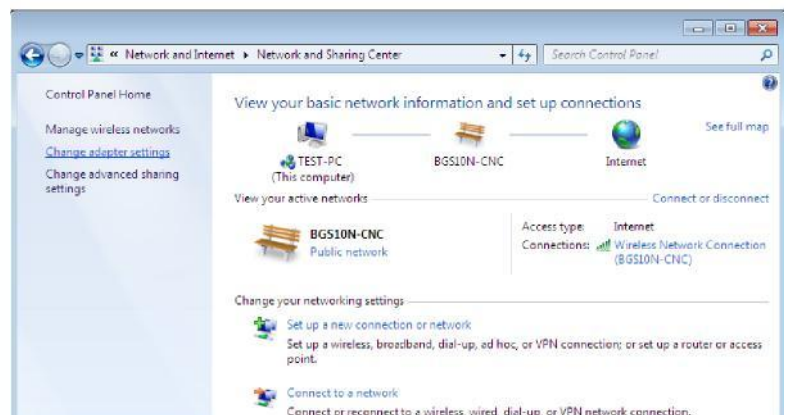 « Network and Internet ▸ Network and Sharing Center
Search Control Panel
Control Panel Home
Manage wireless networks
Change adapter settings
Change advanced sharing
settings
View your basic network information and set up connections
See full map
TEST-PC
(This computer)
BGS10N-CNC
Internet
View your active networks
Connect or disconnect
BGS10N-CNC
Public network
Access type: Internet
Connections: Wireless Network Connection
(BGS10N-CNC)
Change your networking settings
Set up a new connection or network
Set up a wireless, broadband, dial-up, ad hoc, or VPN connection; or set up a router or access
point.
Connect to a network
Connect or reconnect to a wireless, wired, dial-up, or VPN network connection.